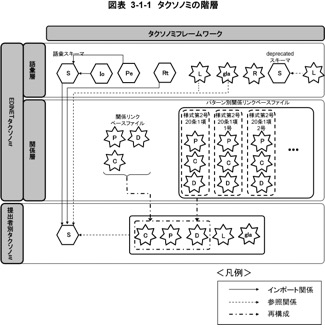 図表 3-1-1 タクソノミの階層
タクソノミフレームワーク
EDINETタクソノミ
語彙層
語彙スキーマ
deprecated
スキーマ
S
Io
Pe
Rt
L
gla
R
S
L
関係層
関係リンク
ベースファイル
P
D
C
パターン別関係リンクベースファイル
様式第2号
20条1項
様式第2号
20条1項
1号
様式第2号
20条1項
2号
P
P
P
D
D
D
C
C
C
•••
提出者別タクソノミ
S
C
P
D
L
gla
＜凡例＞
インポート関係
参照関係
再構成